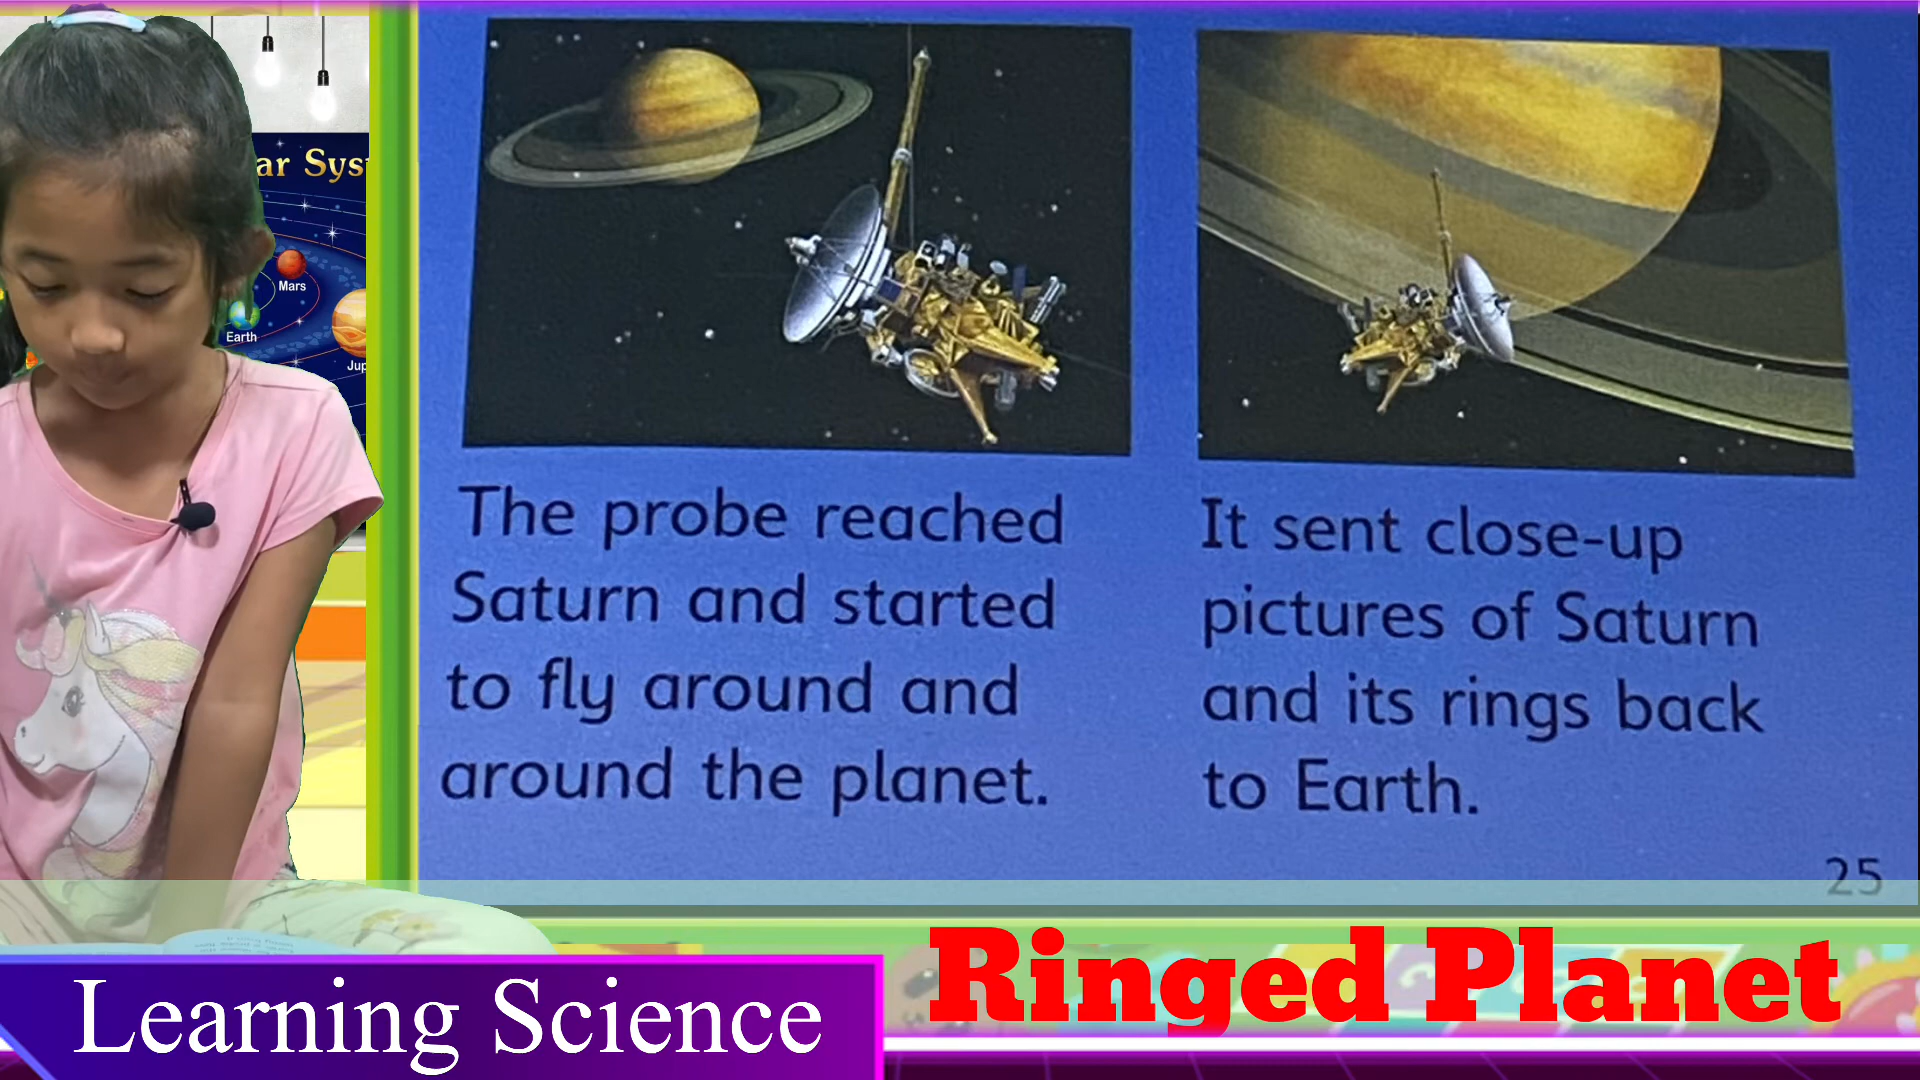 ar Sys
Mars
Earth
Jup
The probe reached
Saturn and started
to fly around and
around the planet.
It sent close-up
pictures of Saturn
and its rings back
to Earth.
25
Ringed Planet
Learning Science